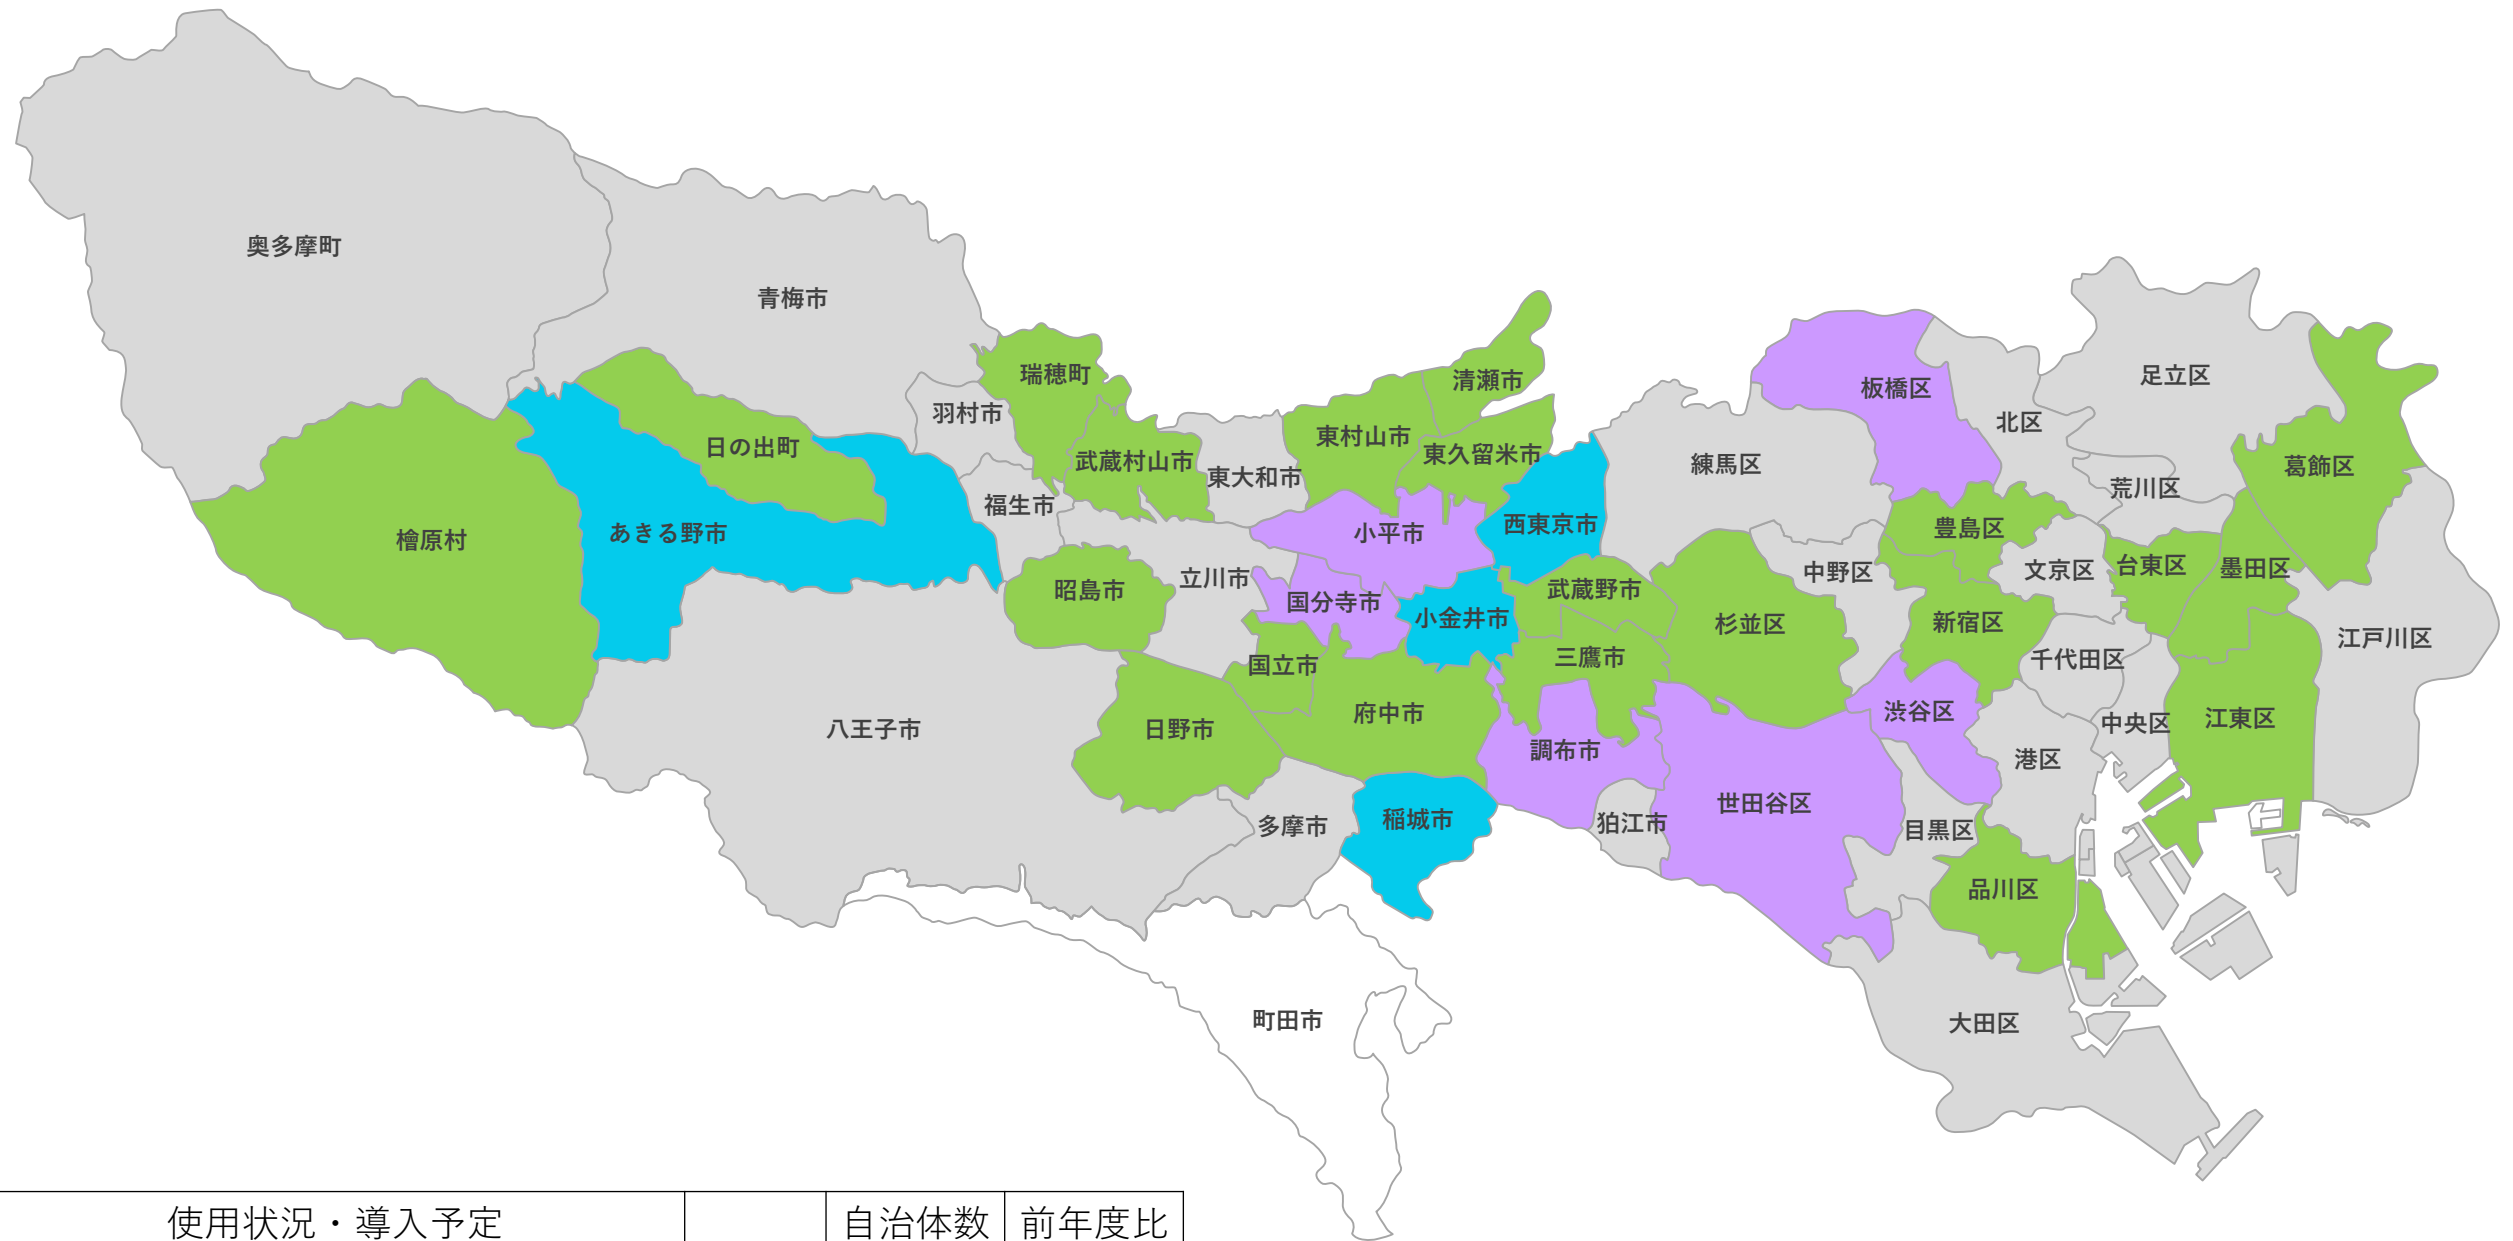 奥多摩町
青梅市
瑞穂町
清瀬市
板橋区
足立区
羽村市
東村山市
東久留米市
北区
日の出町
武蔵村山市
東大和市
練馬区
荒川区
葛飾区
檜原村
あきる野市
福生市
小平市
西東京市
豊島区
昭島市
立川市
国分寺市
小金井市
武蔵野市
中野区
文京区
台東区
墨田区
杉並区
新宿区
江戸川区
国立市
三鷹市
千代田区
八王子市
日野市
府中市
調布市
渋谷区
中央区
江東区
港区
多摩市
稲城市
狛江市
世田谷区
目黒区
品川区
町田市
大田区
使用状況・導入予定 自治体数 前年度比